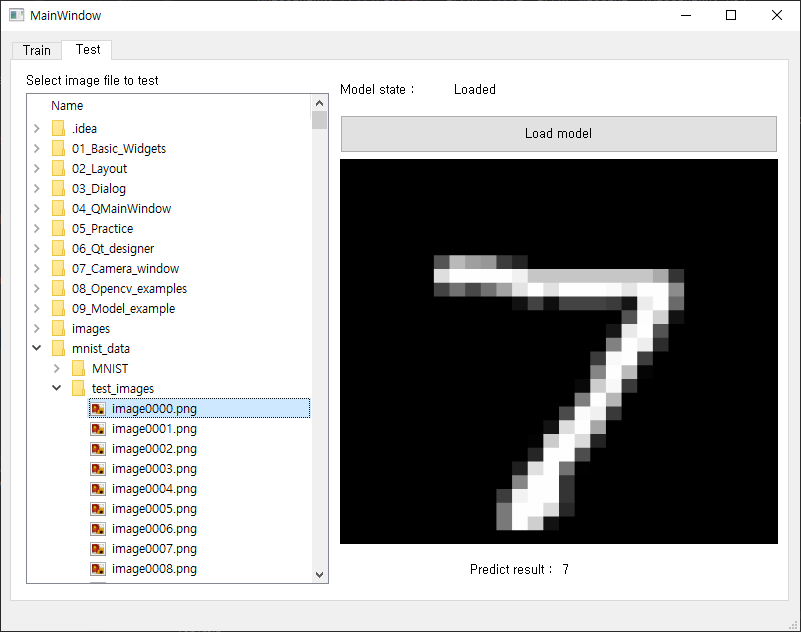 MainWindow
Train Test
Select image file to test
Name
.idea
01_Basic_Widgets
02_Layout
03_Dialog
04_QMainWindow
05_Practice
06_Qt_designer
07_Camera_window
08_Opencv_examples
09_Model_example
images
mnist_data
MNIST
test_images
image0000.png
image0001.png
image0002.png
image0003.png
image0004.png
image0005.png
image0006.png
image0007.png
image0008.png
Model state : Loaded
Load model
7
Predict result : 7